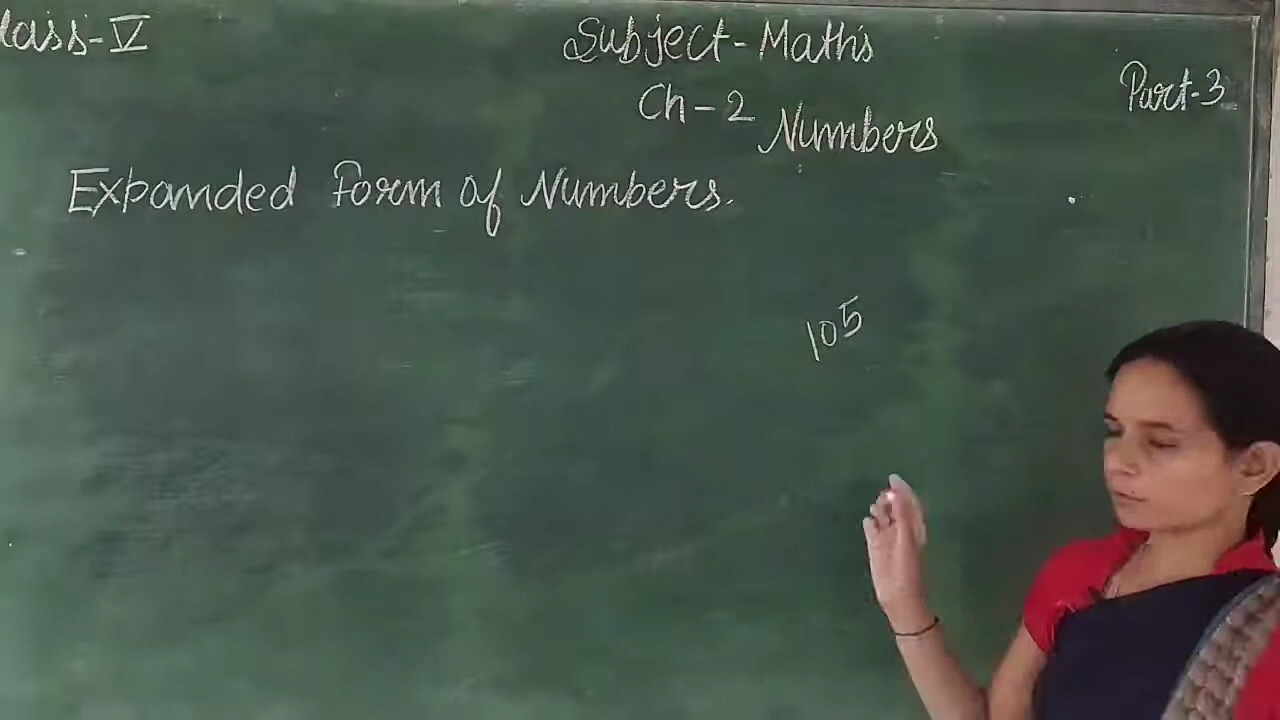 lass-V
Subject-Maths
Part-3
Ch-2 Numbers
Expanded Form of Numbers.
105